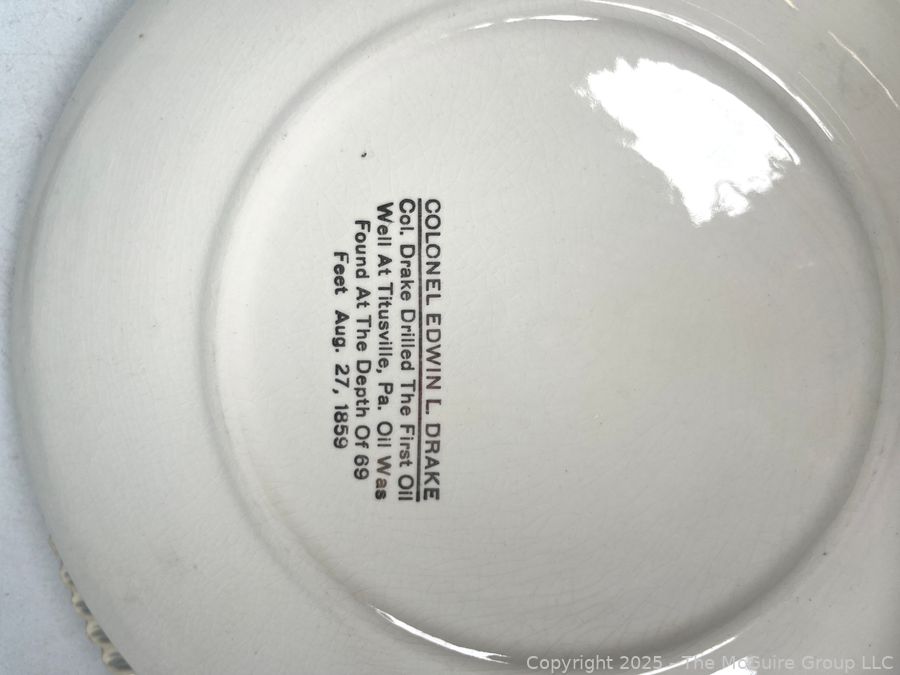 COLONEL EDWIN L. DRAKE
Col. Drake Drilled The First Oil
Well At Titusville, Pa. Oil Was
Found At The Depth Of 69
Feet Aug. 27, 1859
Copyright 2025 - The McGuire Group LLC